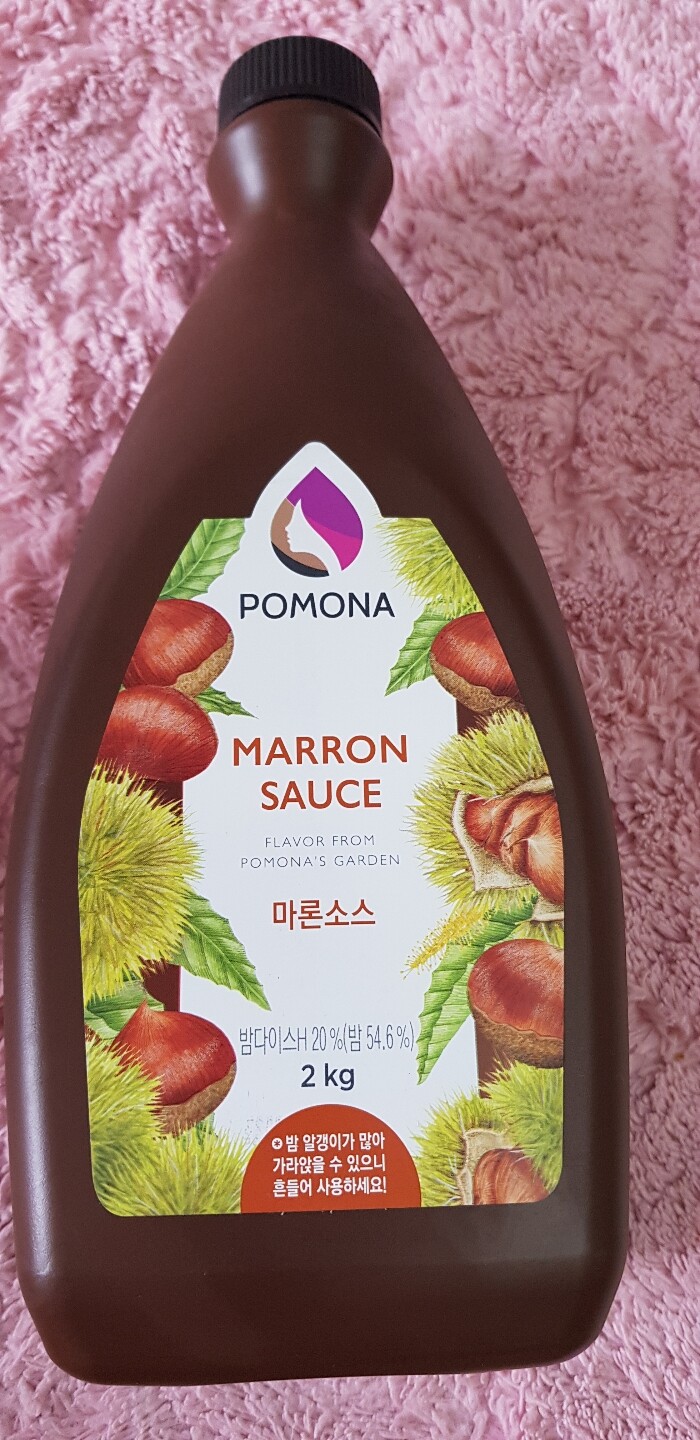 POMONA
MARRON
SAUCE
FLAVOR FROM
POMONA'S GARDEN
마론소스
밤다이스H 20 %(밤 54.6 %)
2 kg
밤 알갱이가 많아
가라앉을 수 있으니
흔들어 사용하세요!